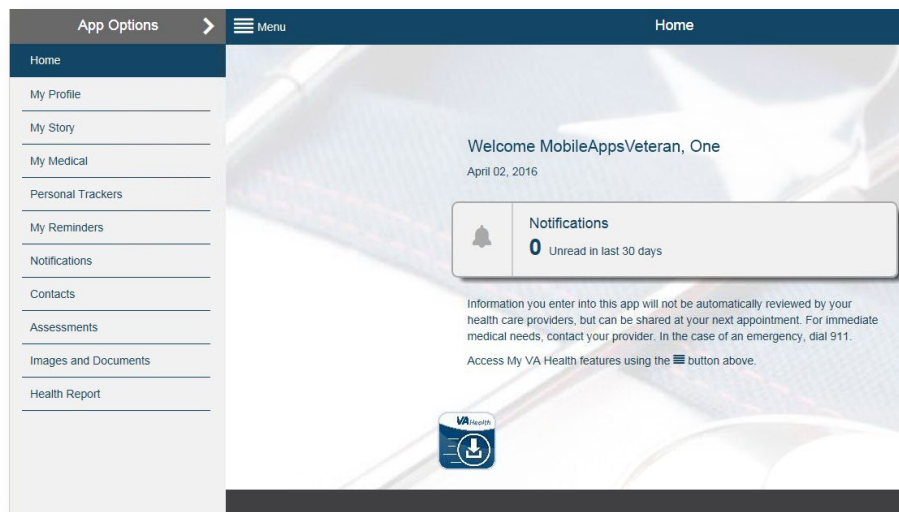 App Options
Menu
Home
Home
My Profile
My Story
My Medical
Personal Trackers
My Reminders
Notifications
Contacts
Assessments
Images and Documents
Health Report
Welcome MobileAppsVeteran, One
April 02, 2016
Notifications
0 Unread in last 30 days
Information you enter into this app will not be automatically reviewed by your
health care providers, but can be shared at your next appointment. For immediate
medical needs, contact your provider. In the case of an emergency, dial 911.
Access My VA Health features using the button above.
VA Health